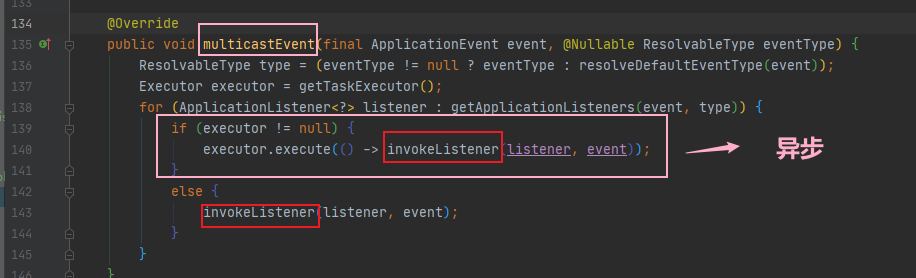 133
134 @Override
135 public void multicastEvent(final ApplicationEvent event, @Nullable ResolvableType eventType) {
136 ResolvableType type = (eventType != null ? eventType : resolveDefaultEventType(event));
137 Executor executor = getTaskExecutor();
138 for (ApplicationListener<?> listener : getApplicationListeners(event, type)) {
139 if (executor != null) {
140 executor.execute(() -> invokeListener(listener, event));
异步
141 }
142 else {
143 invokeListener(listener, event);
144 }
145 }
146 }